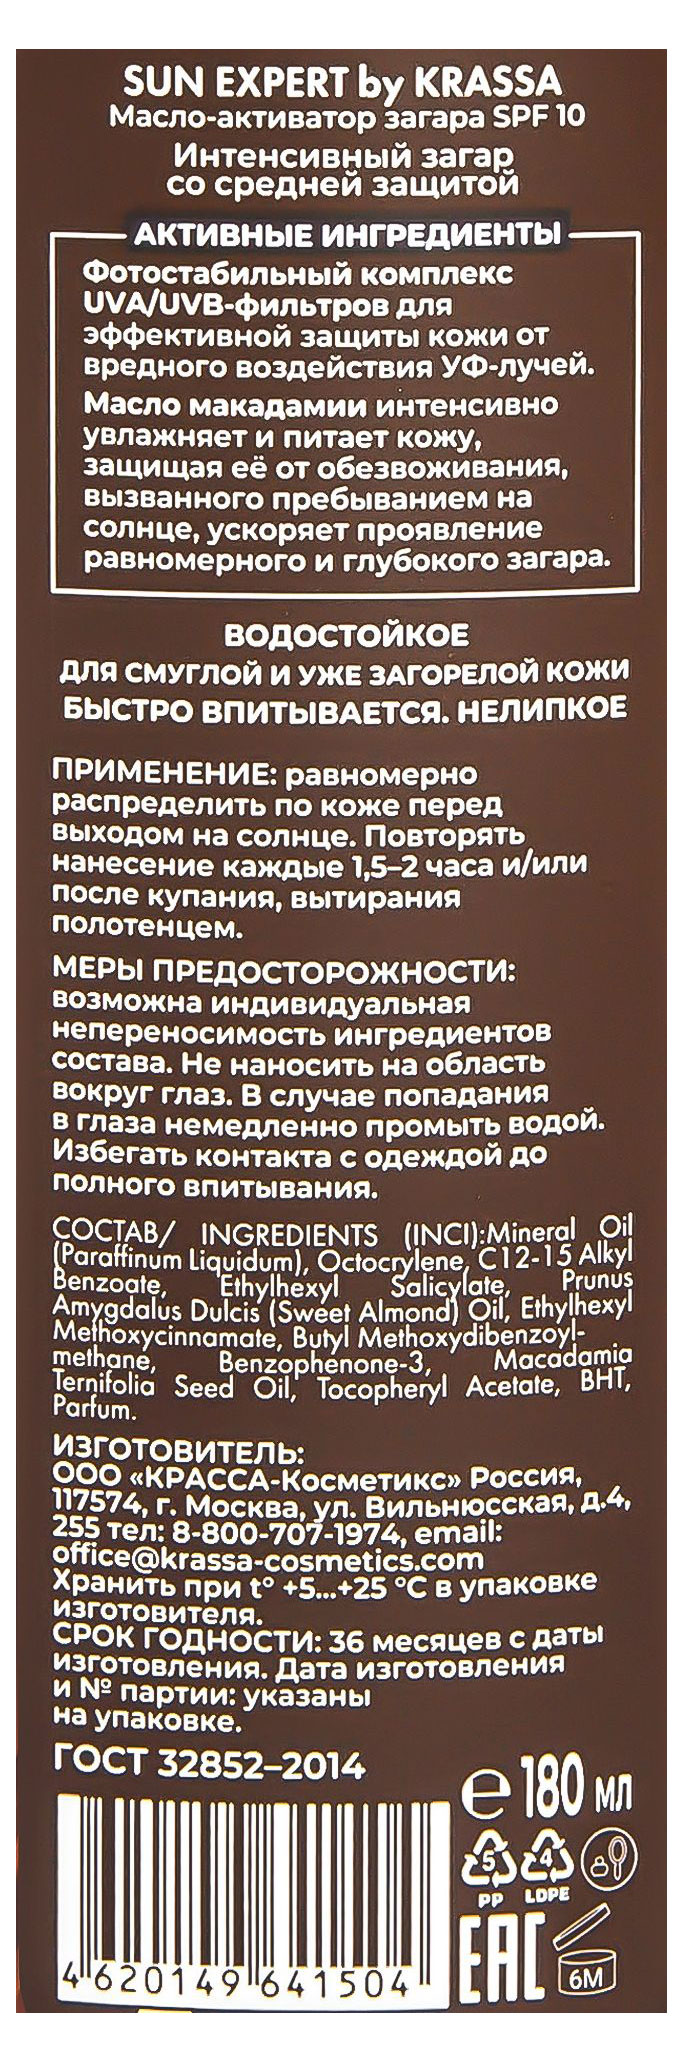 SUN EXPERT by KRASSA
Масло-активатор загара SPF 10
Интенсивный загар
со средней защитой
АКТИВНЫЕ ИНГРЕДИЕНТЫ
Фотостабильный комплекс
UVA/UVB-фильтров для
эффективной защиты кожи от
вредного воздействия УФ-лучей.
Масло макадамии интенсивно
увлажняет и питает кожу,
защищая её от обезвоживания,
вызванного пребыванием на
солнце, ускоряет проявление
равномерного и глубокого загара.
ВОДОСТОЙКОЕ
ДЛЯ СМУГЛОЙ И УЖЕ ЗАГОРЕЛОЙ КОЖИ
БЫСТРО ВПИТЫВАЕТСЯ. НЕЛИПКОЕ
ПРИМЕНЕНИЕ: равномерно
распределить по коже перед
выходом на солнце. Повторять
нанесение каждые 1,5–2 часа и/или
после купания, вытирания
полотенцем.
МЕРЫ ПРЕДОСТОРОЖНОСТИ:
возможна индивидуальная
непереносимость ингредиентов
состава. Не наносить на область
вокруг глаз. В случае попадания
в глаза немедленно промыть водой.
Избегать контакта с одеждой до
полного впитывания.
СОСТАВ/ INGREDIENTS (INCI):Mineral Oil
(Paraffinum Liquidum), Octocrylene, C12-15 Alkyl
Benzoate, Ethylhexyl Salicylate, Prunus
Amygdalus Dulcis (Sweet Almond) Oil, Ethylhexyl
Methoxycinnamate, Butyl Methoxydibenzoyl-
methane, Benzophenone-3, Macadamia
Ternifolia Seed Oil, Tocopheryl Acetate, BHT,
Parfum.
ИЗГОТОВИТЕЛЬ:
ООО «КРАССА-Косметикс» Россия,
117574, г. Москва, ул. Вильнюсская, д.4,
255 тел: 8-800-707-1974, email:
office@krassa-cosmetics.com
Хранить при t° +5...+25 °C в упаковке
изготовителя.
СРОК ГОДНОСТИ: 36 месяцев с даты
изготовления. Дата изготовления
и № партии: указаны
на упаковке.
ГОСТ 32852–2014
℮ 180 мл
5 4
PP LDPE
EAC 6M
4 620149 641504